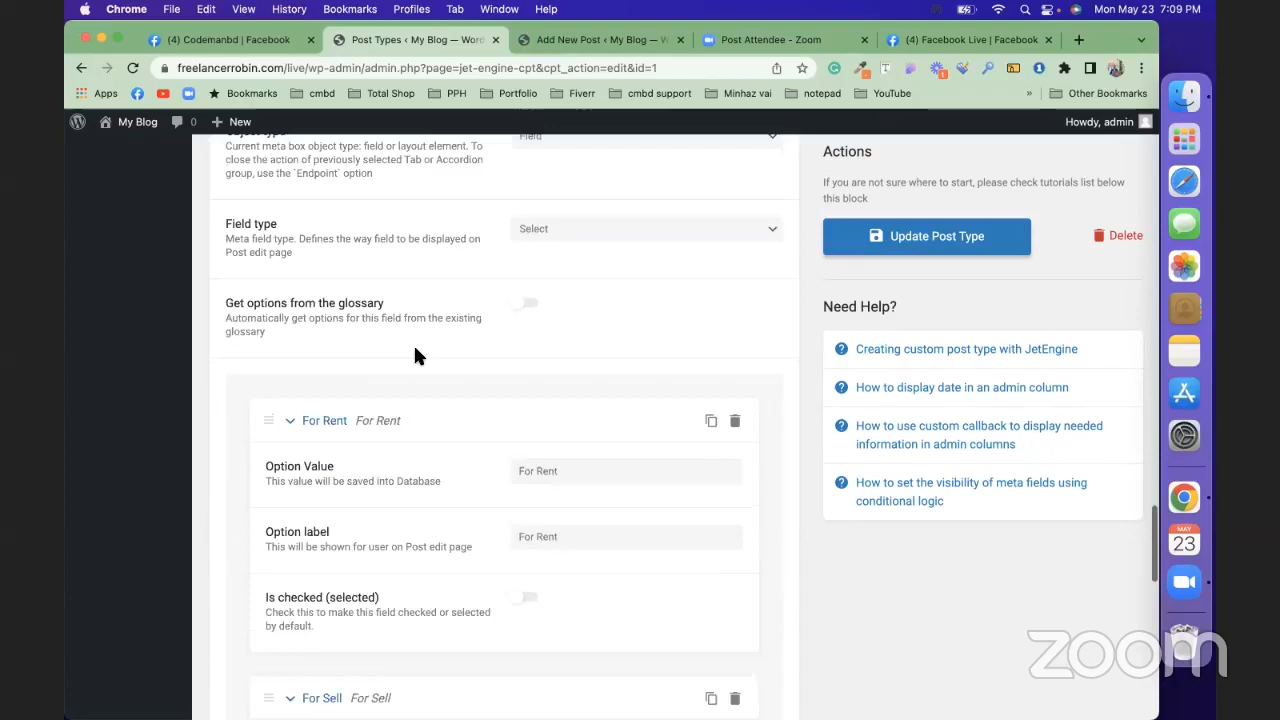 Chrome File Edit View History Bookmarks Profiles Tab Window Help Mon May 23 7:09 PM
(4) Codemanbd | Facebook Post Types ‹ My Blog — Word Add New Post ‹ My Blog — W Post Attendee - Zoom (4) Facebook Live | Facebook
freelancerrobin.com/live/wp-admin/admin.php?page=jet-engine-cpt&cpt_action=edit&id=1
Apps Bookmarks cmbd Total Shop PPH Portfolio Fiverr cmbd support Minhaz vai notepad YouTube » Other Bookmarks
My Blog 0 + New Howdy, admin
Object type
Field
Current meta box object type: field or layout element. To
close the action of previously selected Tab or Accordion
group, use the `Endpoint` option
Field type
Select
Meta field type. Defines the way field to be displayed on
Post edit page
Get options from the glossary
Automatically get options for this field from the existing
glossary
For Rent For Rent
Option Value
For Rent
This value will be saved into Database
Option label
For Rent
This will be shown for user on Post edit page
Is checked (selected)
Check this to make this field checked or selected
by default.
For Sell For Sell
Actions
If you are not sure where to start, please check tutorials list below
this block
Update Post Type
Delete
Need Help?
Creating custom post type with JetEngine
How to display date in an admin column
How to use custom callback to display needed
information in admin columns
How to set the visibility of meta fields using
conditional logic
MAY
23
zoom